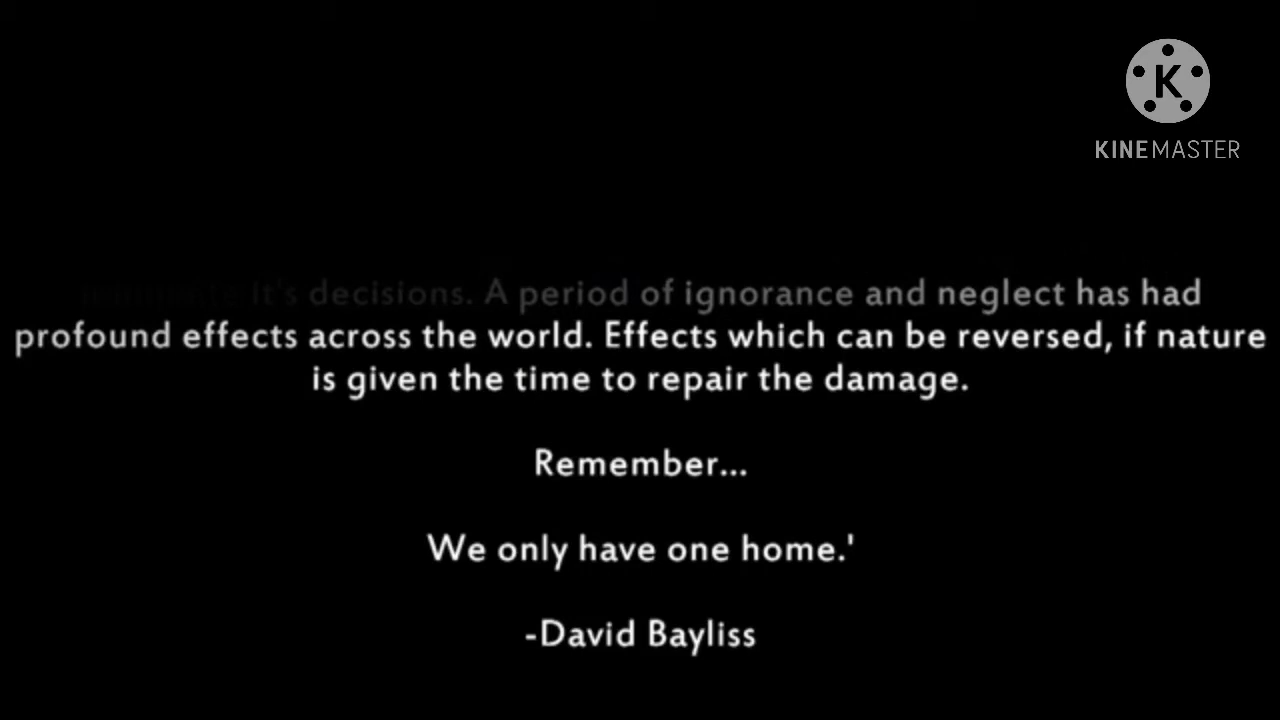 K
KINEMASTER
It's decisions. A period of ignorance and neglect has had
profound effects across the world. Effects which can be reversed, if nature
is given the time to repair the damage.
Remember...
We only have one home.'
-David Bayliss